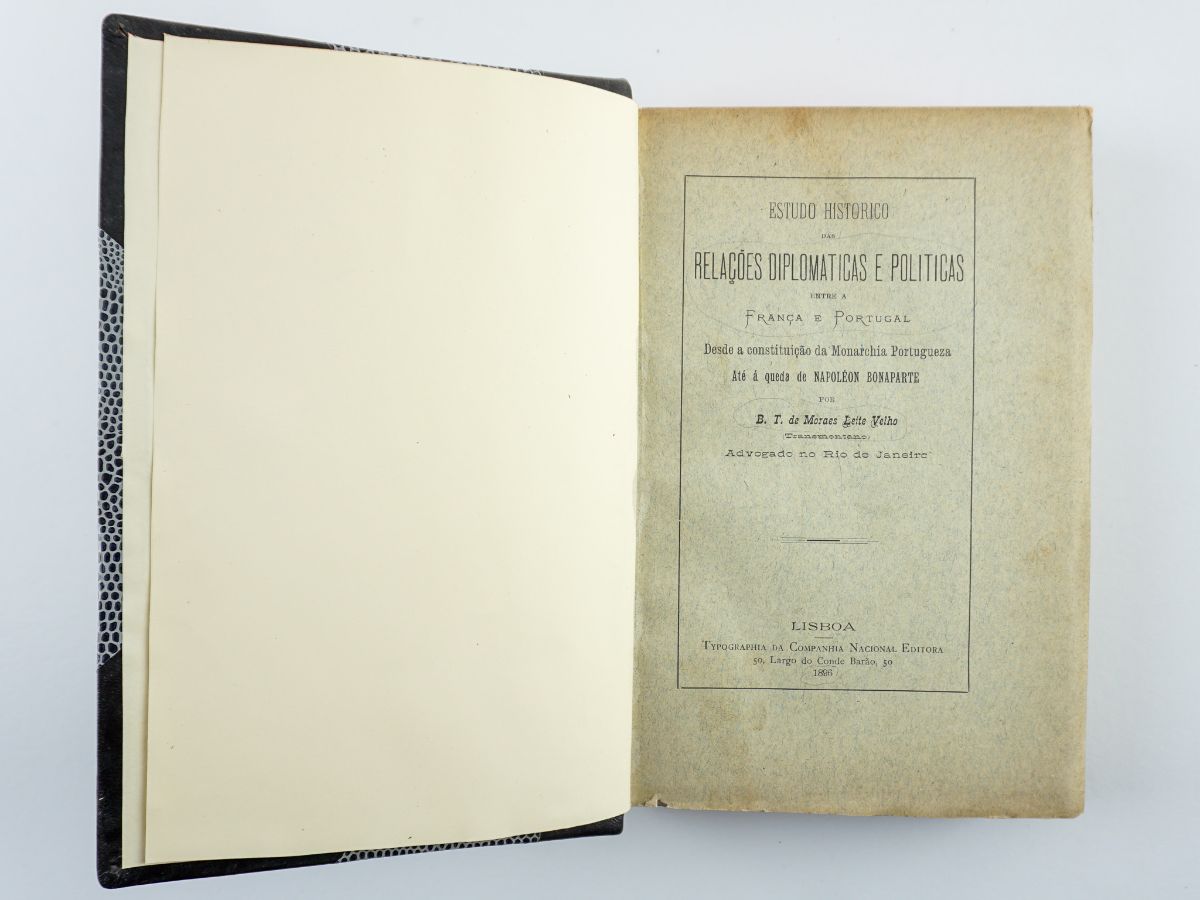 ESTUDO HISTORICO
DAS
RELAÇÕES DIPLOMATICAS E POLITICAS
ENTRE A
FRANÇA E PORTUGAL
Desde a constituição da Monarchia Portugueza
Até á queda de NAPOLÉON BONAPARTE
POR
B. T. de Moraes Leite Velho
(Transmontano)
Advogado no Rio de Janeiro
LISBOA
TYPOGRAPHIA DA COMPANHIA NACIONAL EDITORA
50, Largo do Conde Barão, 50
1896